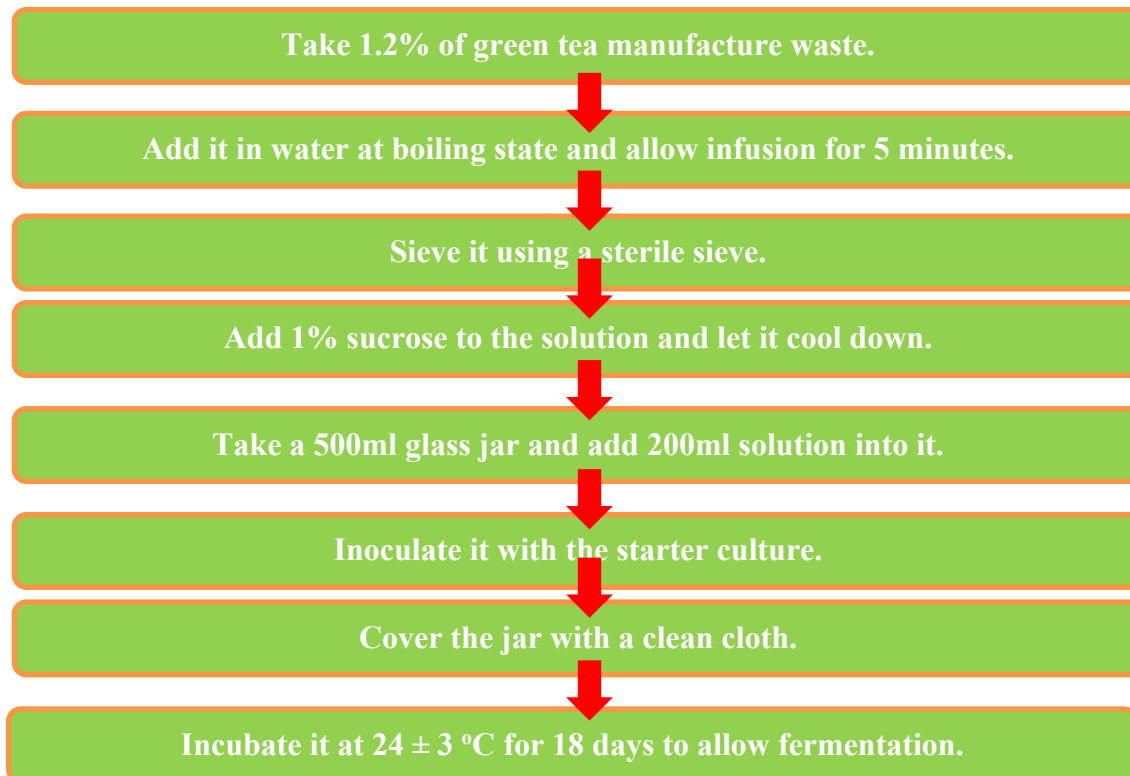 Take 1.2% of green tea manufacture waste.
Add it in water at boiling state and allow infusion for 5 minutes.
Sieve it using a sterile sieve.
Add 1% sucrose to the solution and let it cool down.
Take a 500ml glass jar and add 200ml solution into it.
Inoculate it with the starter culture.
Cover the jar with a clean cloth.
Incubate it at 24 ± 3 ºC for 18 days to allow fermentation.